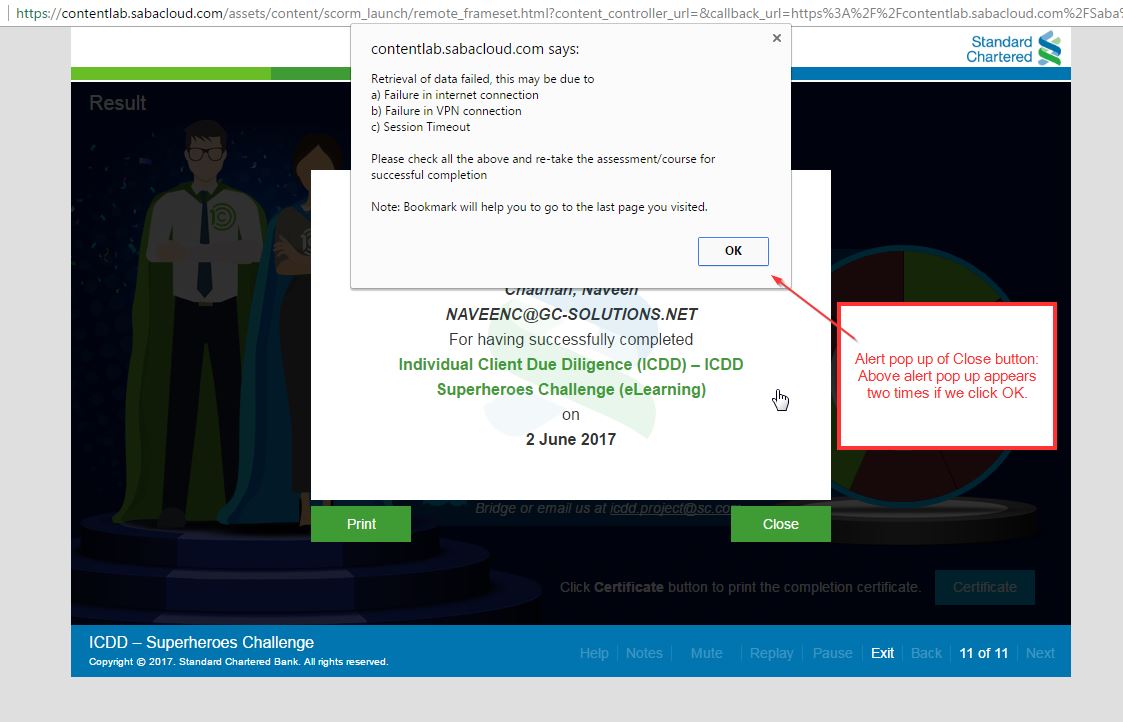 https://contentlab.sabacloud.com/assets/content/scorm_launch/remote_frameset.html?content_controller_url=&callback_url=https%3A%2F%2Fcontentlab.sabacloud.com%2FSaba%
Standard
Chartered
contentlab.sabacloud.com says:
Retrieval of data failed, this may be due to
a) Failure in internet connection
b) Failure in VPN connection
c) Session Timeout
Please check all the above and re-take the assessment/course for
successful completion
Note: Bookmark will help you to go to the last page you visited.
OK
Result
Chauhan, Naveen
NAVEENC@GC-SOLUTIONS.NET
For having successfully completed
Individual Client Due Diligence (ICDD) – ICDD
Superheroes Challenge (eLearning)
on
2 June 2017
Alert pop up of Close button:
Above alert pop up appears
two times if we click OK.
Bridge or email us at icdd.project@sc.com
Print
Close
Click Certificate button to print the completion certificate.
Certificate
ICDD – Superheroes Challenge
Copyright © 2017. Standard Chartered Bank. All rights reserved.
Help Notes Mute Replay Pause Exit Back 11 of 11 Next